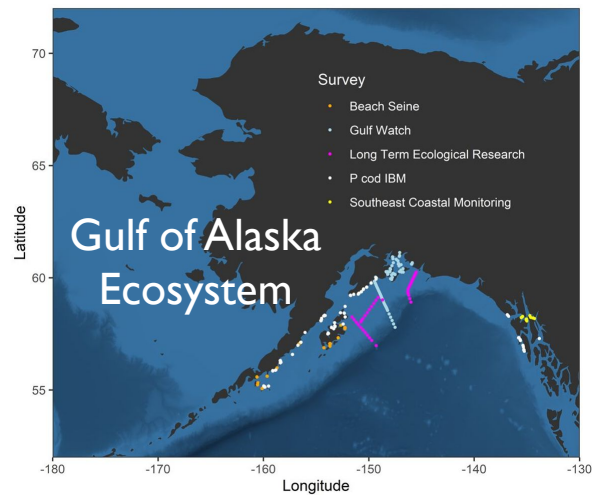 70
65
60
55
Latitude
Survey
Beach Seine
Gulf Watch
Long Term Ecological Research
P cod IBM
Southeast Coastal Monitoring
Gulf of Alaska
Ecosystem
-180
-170
-160
-150
-140
-130
Longitude